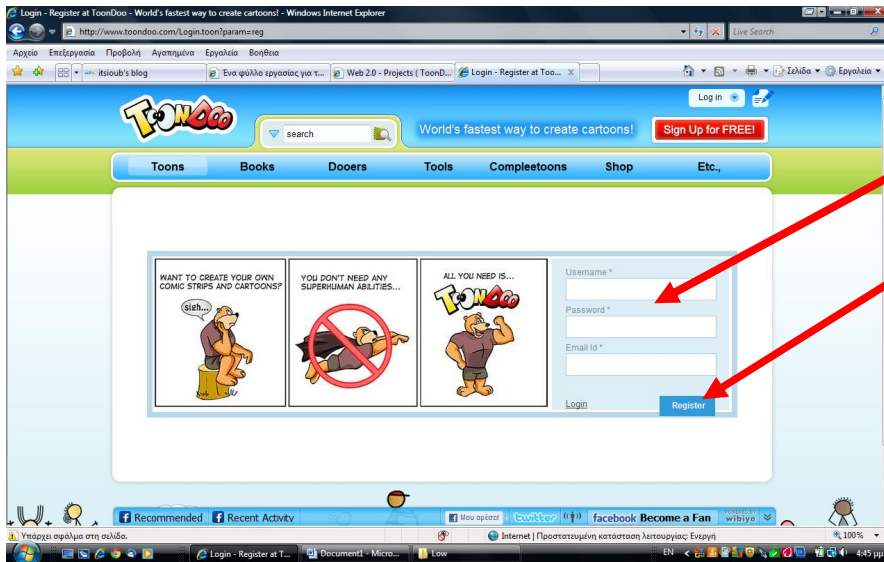 Login - Register at ToonDoo - World's fastest way to create cartoons! - Windows Internet Explorer
http://www.toondoo.com/Login.toon?param=reg
Live Search
Αρχείο Επεξεργασία Προβολή Αγαπημένα Εργαλεία Βοήθεια
itsioub's blog
Ένα φύλλο εργασίας για τ...
Web 2.0 - Projects ( ToonD...
Login - Register at Too...
Σελίδα
Εργαλεία
Log in
TOONDOO
search
World's fastest way to create cartoons!
Sign Up for FREE!
Toons Books Dooers Tools Compleetoons Shop Etc.,
WANT TO CREATE YOUR OWN
COMIC STRIPS AND CARTOONS?
sigh...
YOU DON'T NEED ANY
SUPERHUMAN ABILITIES...
ALL YOU NEED IS...
TOONDOO
Username *
Password *
Email Id *
Login
Register
Recommended
Recent Activity
Μου αρέσει!
twitter
facebook Become a Fan
POWERED BY
wibiya
Υπάρχει σφάλμα στη σελίδα.
Internet | Προστατευμένη κατάσταση λειτουργίας: Ενεργή
100%
Login - Register at T...
Document1 - Micro...
Low
EN
4:45 μμ